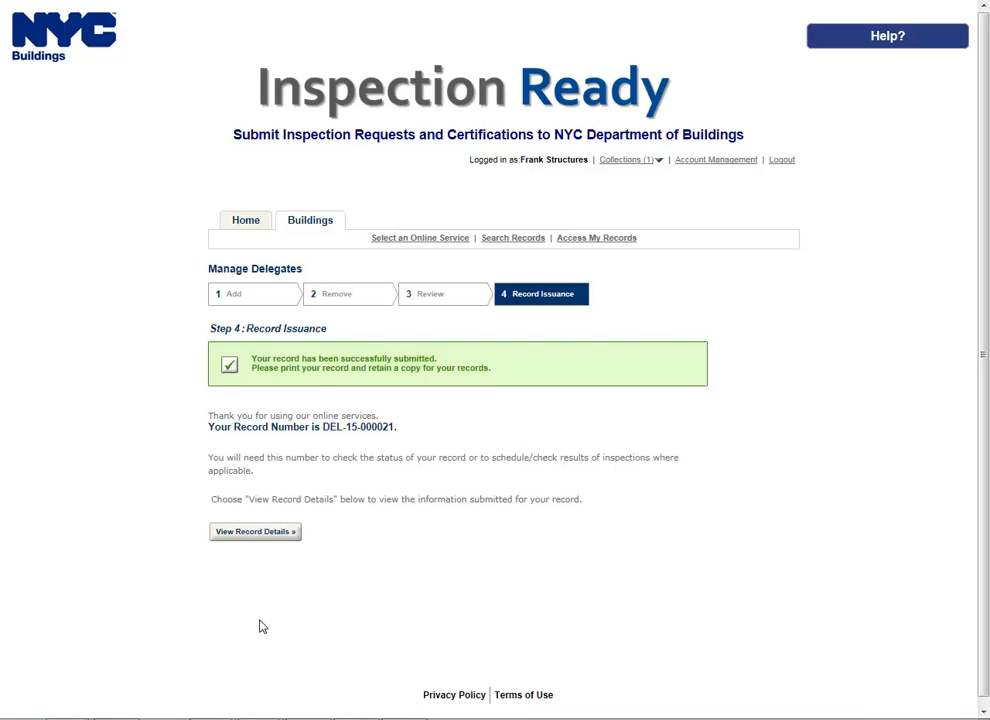 NYC
Buildings
Help?
Inspection Ready
Submit Inspection Requests and Certifications to NYC Department of Buildings
Logged in as:Frank Structures | Collections (1) | Account Management | Logout
Home Buildings
Select an Online Service | Search Records | Access My Records
Manage Delegates
1 Add 2 Remove 3 Review 4 Record Issuance
Step 4: Record Issuance
Your record has been successfully submitted.
Please print your record and retain a copy for your records.
Thank you for using our online services.
Your Record Number is DEL-15-000021.
You will need this number to check the status of your record or to schedule/check results of inspections where
applicable.
Choose "View Record Details" below to view the information submitted for your record.
View Record Details »
Privacy Policy | Terms of Use